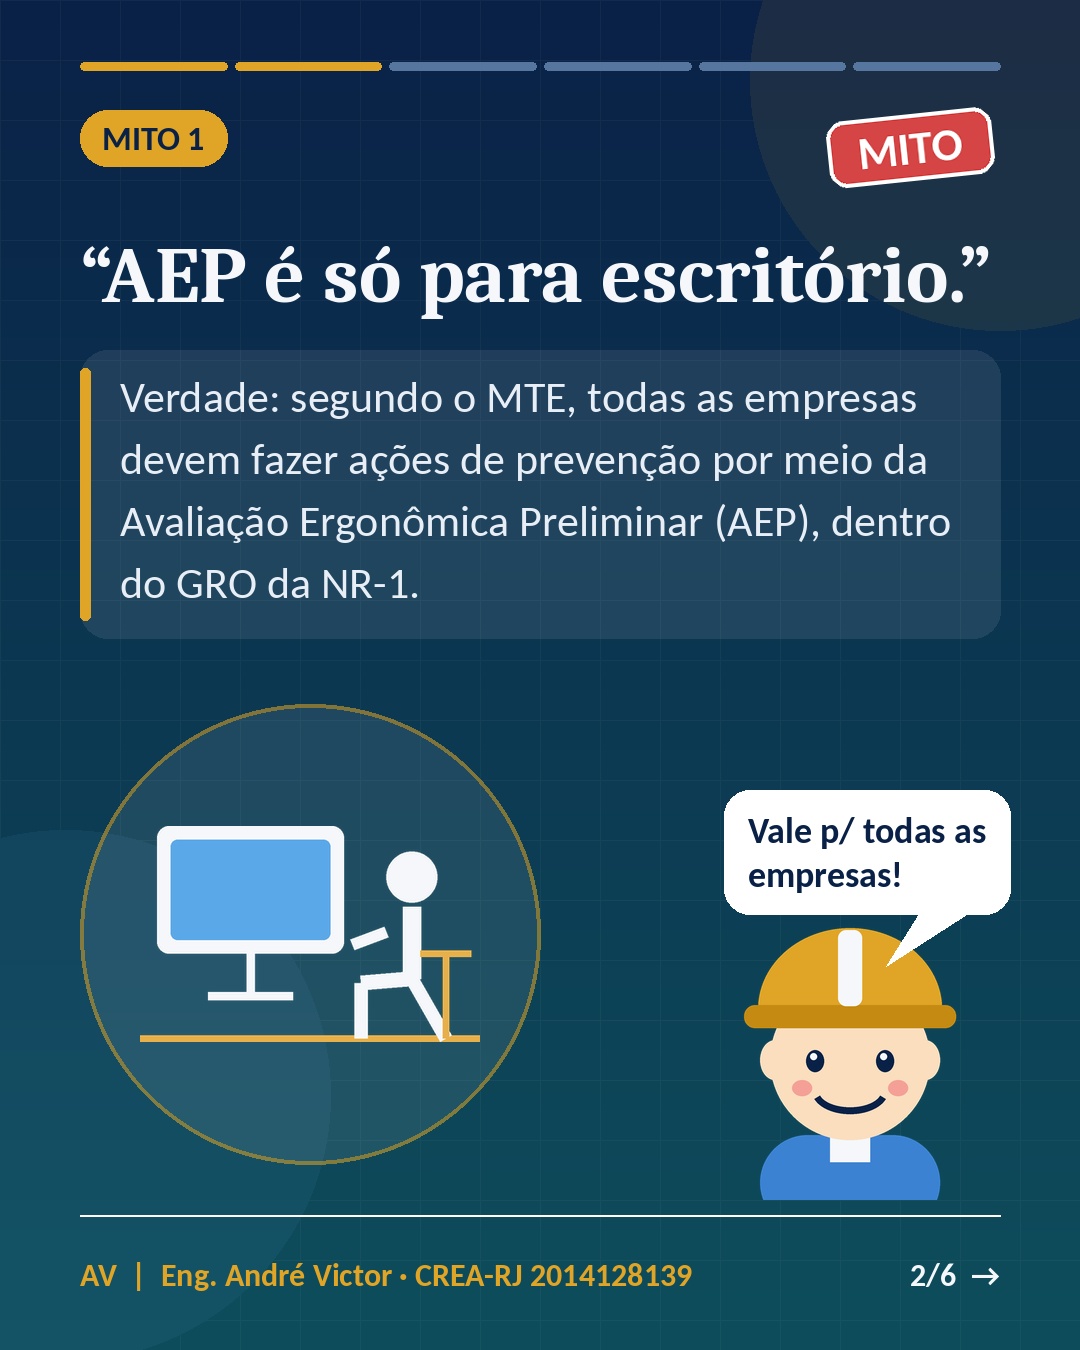 MITO 1
MITO
“AEP é só para escritório.”
Verdade: segundo o MTE, todas as empresas
devem fazer ações de prevenção por meio da
Avaliação Ergonômica Preliminar (AEP), dentro
do GRO da NR-1.
Vale p/ todas as
empresas!
AV | Eng. André Victor · CREA-RJ 2014128139
2/6 →